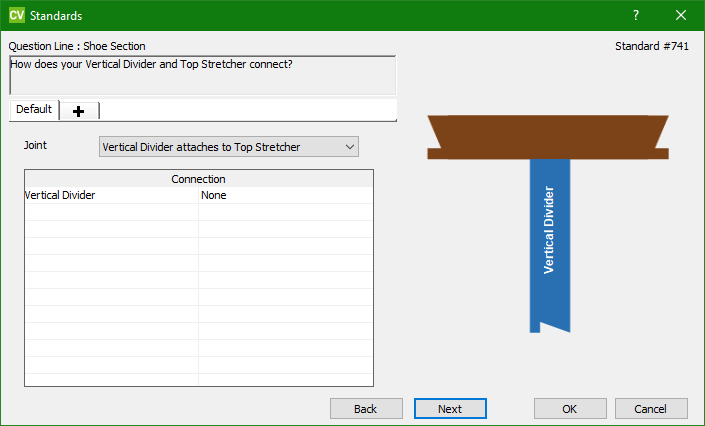 CV Standards ?
Question Line : Shoe Section Standard #741
How does your Vertical Divider and Top Stretcher connect?
Default
Joint Vertical Divider attaches to Top Stretcher
Connection
Vertical Divider None
Vertical Divider
Back Next OK Cancel